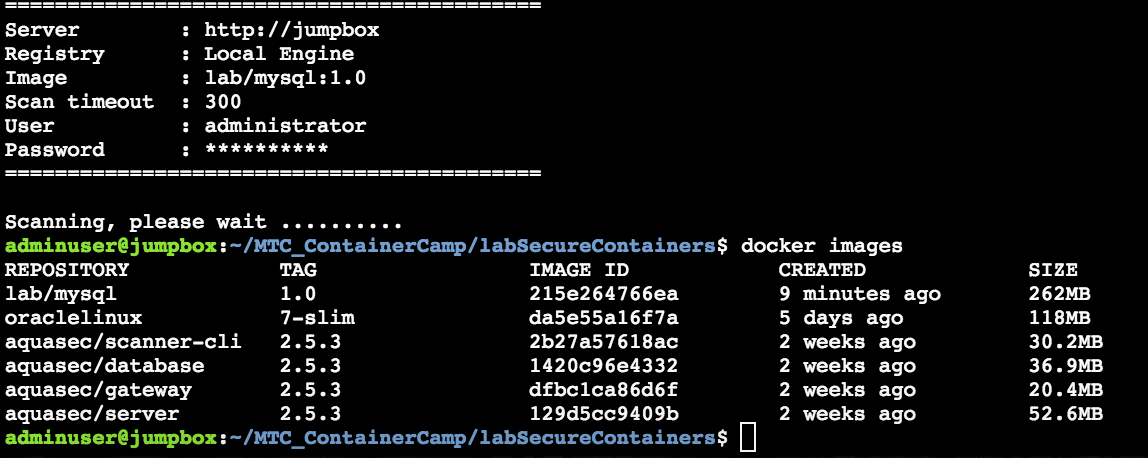 ===========================================
Server        : http://jumpbox
Registry      : Local Engine
Image         : lab/mysql:1.0
Scan timeout  : 300
User          : administrator
Password      : **********
===========================================
Scanning, please wait ..........
adminuser@jumpbox:~/MTC_ContainerCamp/labSecureContainers$ docker images
REPOSITORY            TAG                 IMAGE ID            CREATED             SIZE
lab/mysql             1.0                 215e264766ea        9 minutes ago       262MB
oraclelinux           7-slim              da5e55a16f7a        5 days ago          118MB
aquasec/scanner-cli   2.5.3               2b27a57618ac        2 weeks ago         30.2MB
aquasec/database      2.5.3               1420c96e4332        2 weeks ago         36.9MB
aquasec/gateway       2.5.3               dfbc1ca86d6f        2 weeks ago         20.4MB
aquasec/server        2.5.3               129d5cc9409b        2 weeks ago         52.6MB
adminuser@jumpbox:~/MTC_ContainerCamp/labSecureContainers$